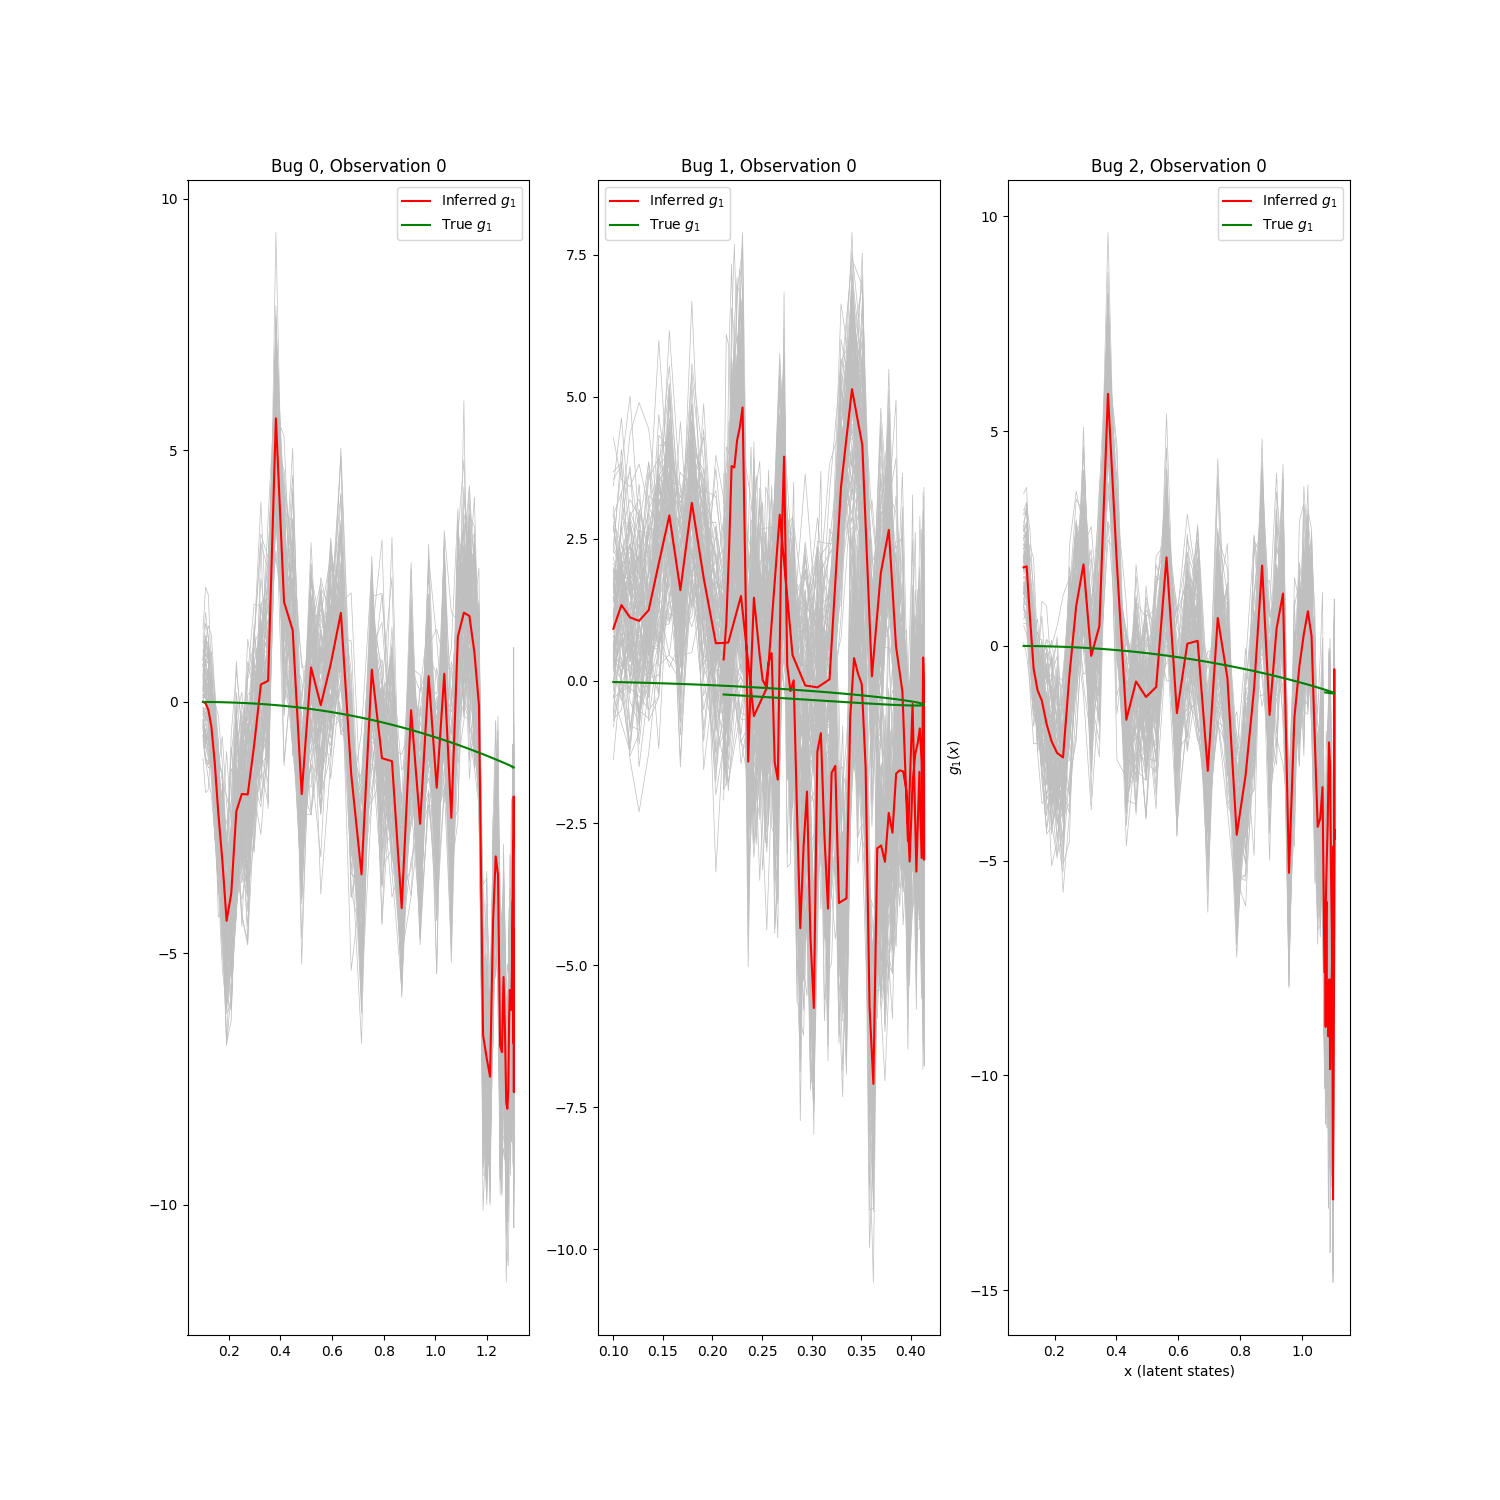 Bug 0, Observation 0
Inferred g₁
True g₁
10
5
0
−5
−10
0.2 0.4 0.6 0.8 1.0 1.2
Bug 1, Observation 0
Inferred g₁
True g₁
7.5
5.0
2.5
0.0
−2.5
−5.0
−7.5
−10.0
0.10 0.15 0.20 0.25 0.30 0.35 0.40
Bug 2, Observation 0
Inferred g₁
True g₁
g₁(x)
10
5
0
−5
−10
−15
0.2 0.4 0.6 0.8 1.0
x (latent states)